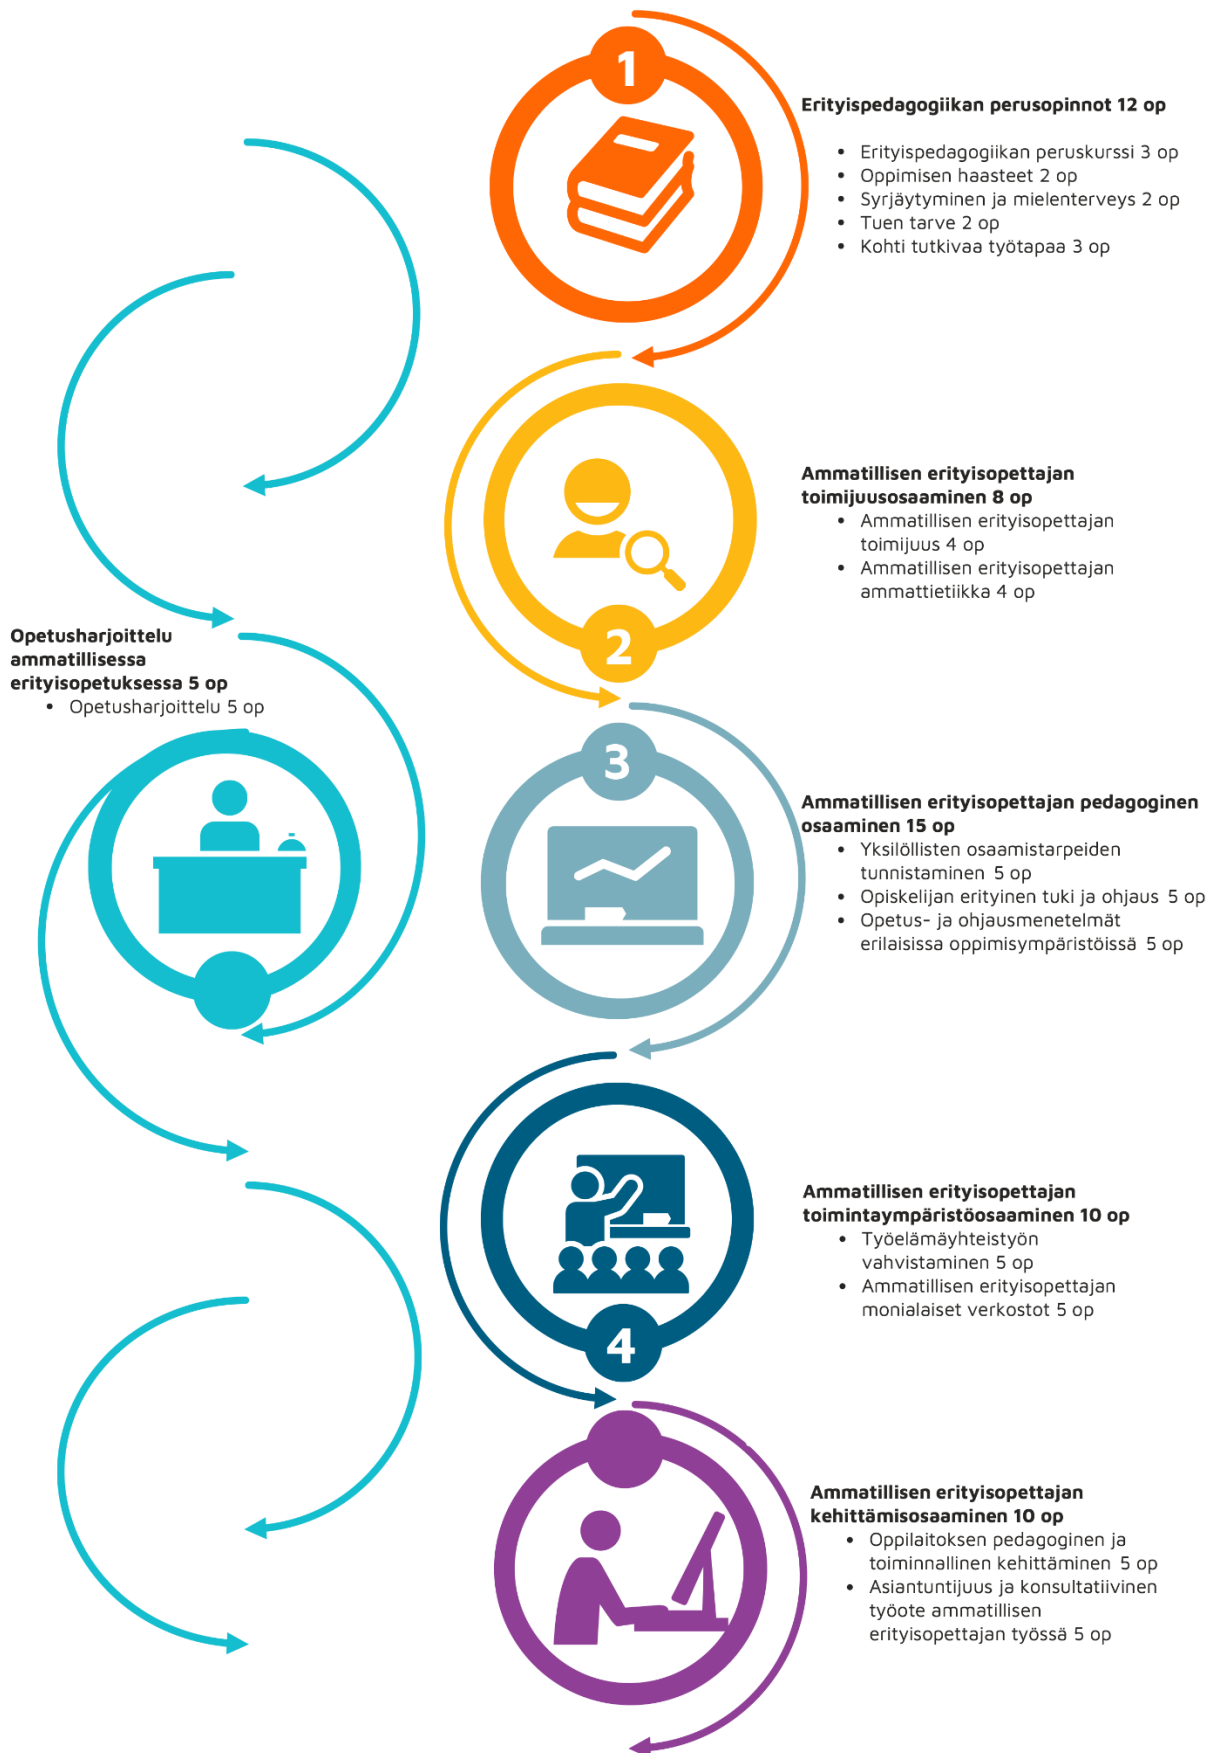 1
Erityispedagogiikan perusopinnot 12 op
• Erityispedagogiikan peruskurssi 3 op
• Oppimisen haasteet 2 op
• Syrjäytyminen ja mielenterveys 2 op
• Tuen tarve 2 op
• Kohti tutkivaa työtapaa 3 op
Ammatillisen erityisopettajan
toimijuusosaaminen 8 op
• Ammatillisen erityisopettajan
toimijuus 4 op
• Ammatillisen erityisopettajan
ammattietiikka 4 op
2
Opetusharjoittelu
ammatillisessa
erityisopetuksessa 5 op
• Opetusharjoittelu 5 op
3
Ammatillisen erityisopettajan pedagoginen
osaaminen 15 op
• Yksilöllisten osaamistarpeiden
tunnistaminen 5 op
• Opiskelijan erityinen tuki ja ohjaus 5 op
• Opetus- ja ohjausmenetelmät
erilaisissa oppimisympäristöissä 5 op
Ammatillisen erityisopettajan
toimintaympäristöosaaminen 10 op
• Työelämäyhteistyön
vahvistaminen 5 op
• Ammatillisen erityisopettajan
monialaiset verkostot 5 op
4
Ammatillisen erityisopettajan
kehittämisosaaminen 10 op
• Oppilaitoksen pedagoginen ja
toiminnallinen kehittäminen 5 op
• Asiantuntijuus ja konsultatiivinen
työote ammatillisen
erityisopettajan työssä 5 op